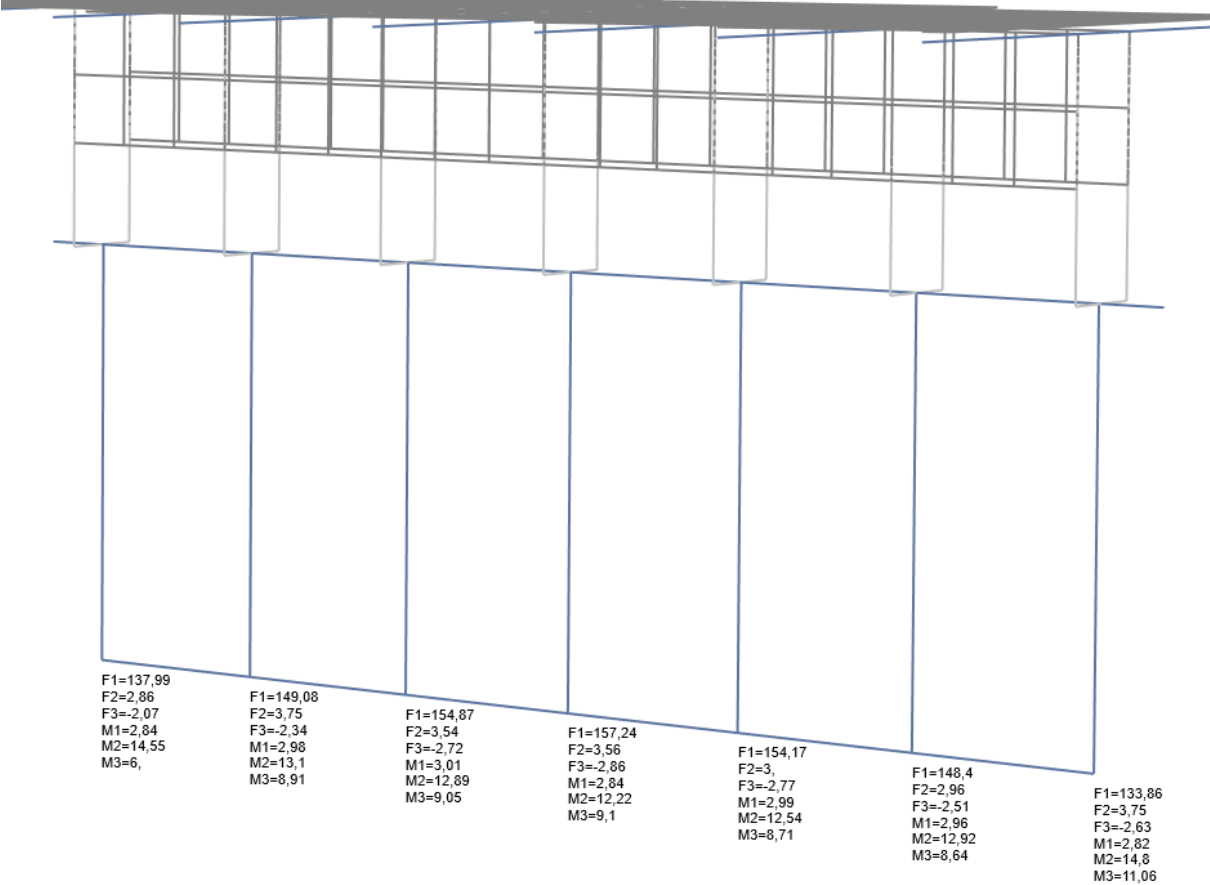 F1=137,99
F2=2,86
F3=-2,07
M1=2,84
M2=14,55
M3=6,
F1=149,08
F2=3,75
F3=-2,34
M1=2,98
M2=13,1
M3=8,91
F1=154,87
F2=3,54
F3=-2,72
M1=3,01
M2=12,89
M3=9,05
F1=157,24
F2=3,56
F3=-2,86
M1=2,84
M2=12,22
M3=9,1
F1=154,17
F2=3,
F3=-2,77
M1=2,99
M2=12,54
M3=8,71
F1=148,4
F2=2,96
F3=-2,51
M1=2,96
M2=12,92
M3=8,64
F1=133,86
F2=3,75
F3=-2,63
M1=2,82
M2=14,8
M3=11,06